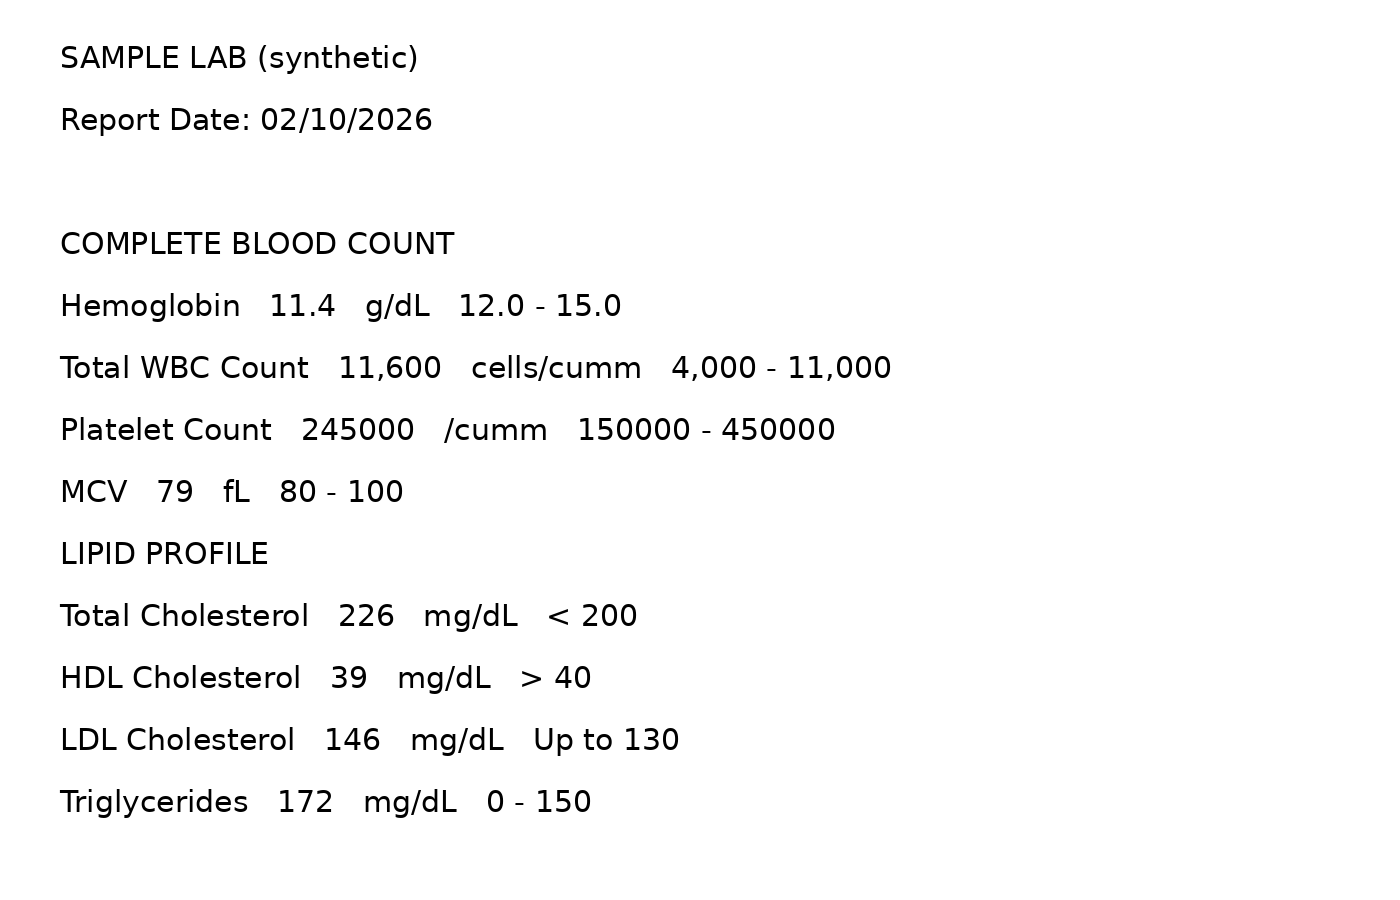 SAMPLE LAB (synthetic)
Report Date: 02/10/2026
COMPLETE BLOOD COUNT
Hemoglobin 11.4 g/dL 12.0 - 15.0
Total WBC Count 11,600 cells/cumm 4,000 - 11,000
Platelet Count 245000 /cumm 150000 - 450000
MCV 79 fL 80 - 100
LIPID PROFILE
Total Cholesterol 226 mg/dL < 200
HDL Cholesterol 39 mg/dL > 40
LDL Cholesterol 146 mg/dL Up to 130
Triglycerides 172 mg/dL 0 - 150